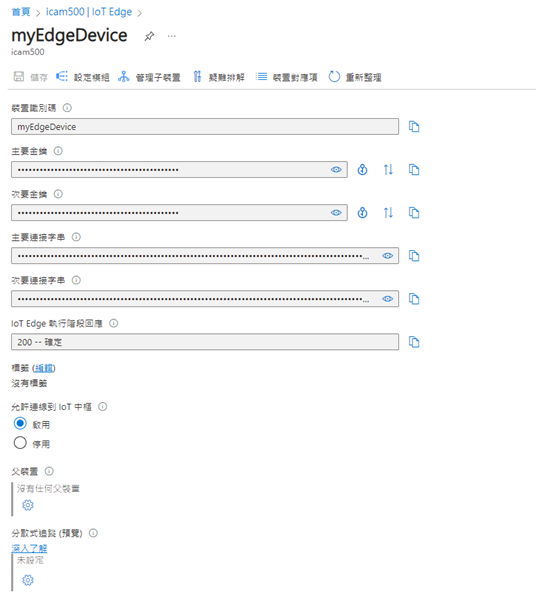 首頁 > icam500 | IoT Edge >
myEdgeDevice ...
icam500
儲存 設定模組 管理子裝置 疑難排解 裝置對應項 重新整理
裝置識別碼
myEdgeDevice
主要金鑰
次要金鑰
主要連接字串
...
次要連接字串
...
IoT Edge 執行階段回應
200 -- 確定
標籤 (編輯)
沒有標籤
允許連線到 IoT 中樞
啟用
停用
父裝置
沒有任何父裝置
分散式追蹤 (預覽)
深入了解
未設定